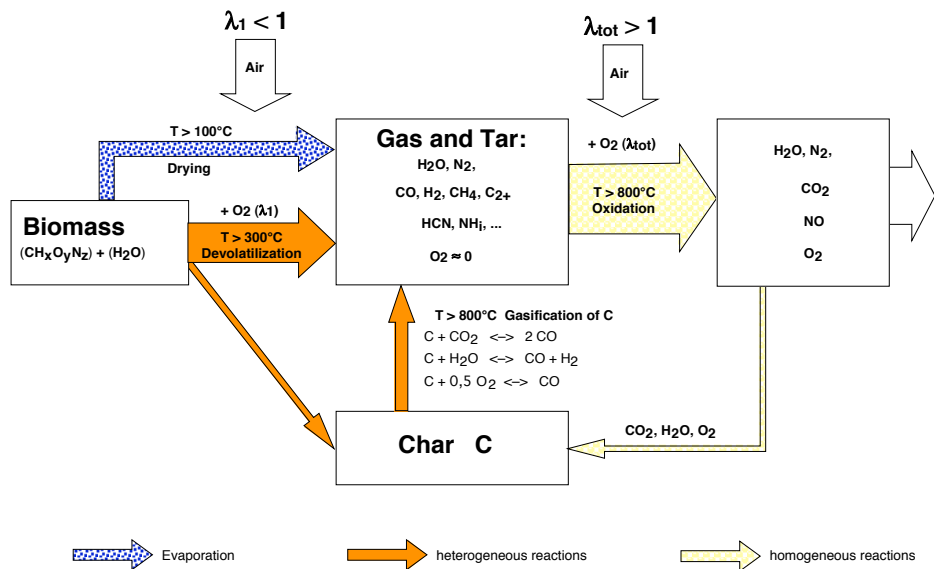 λ1 < 1
Air
λtot > 1
Air
T > 100°C
Drying
Biomass
(CHxOyNz) + (H2O)
+ O2 (λ1)
T > 300°C
Devolatilization
Gas and Tar:
H2O, N2,
CO, H2, CH4, C2+
HCN, NHi, ...
O2 ≈ 0
+ O2 (λtot)
T > 800°C
Oxidation
H2O, N2,
CO2
NO
O2
T > 800°C Gasification of C
C + CO2 <-> 2 CO
C + H2O <-> CO + H2
C + 0,5 O2 <-> CO
Char C
CO2, H2O, O2
Evaporation
heterogeneous reactions
homogeneous reactions